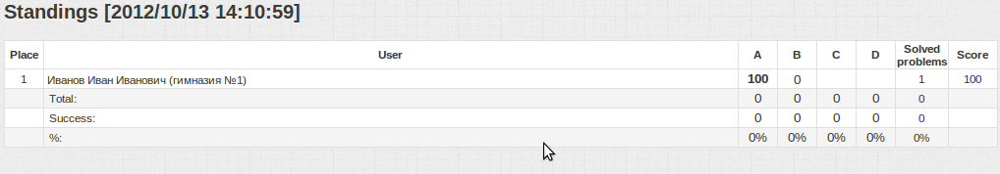 Standings [2012/10/13 14:10:59]
Place User A B C D Solved problems Score
1 Иванов Иван Иванович (гимназия №1) 100 0 1 100
Total: 0 0 0 0 0
Success: 0 0 0 0 0
%: 0% 0% 0% 0% 0%